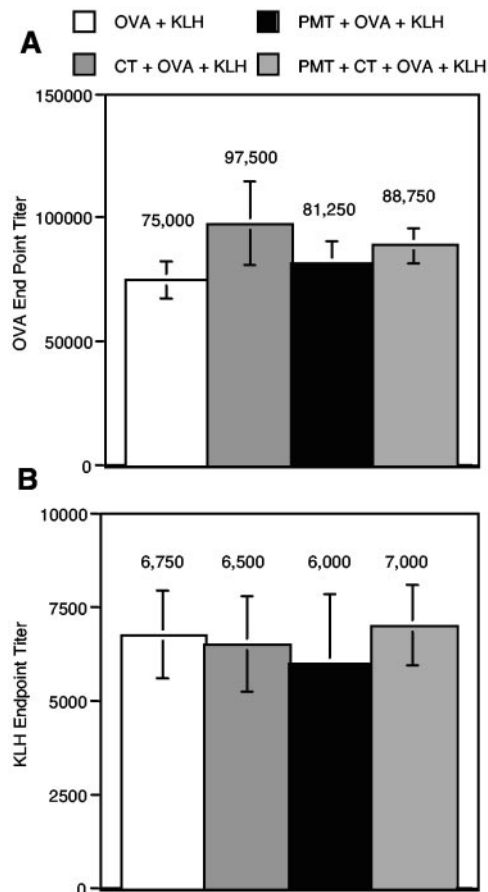 OVA + KLH
PMT + OVA + KLH
A
CT + OVA + KLH
PMT + CT + OVA + KLH
150000
97,500
75,000
81,250
88,750
100000
OVA End Point Titer
50000
0
B
10000
6,750
6,500
6,000
7,000
7500
KLH Endpoint Titer
5000
2500
0